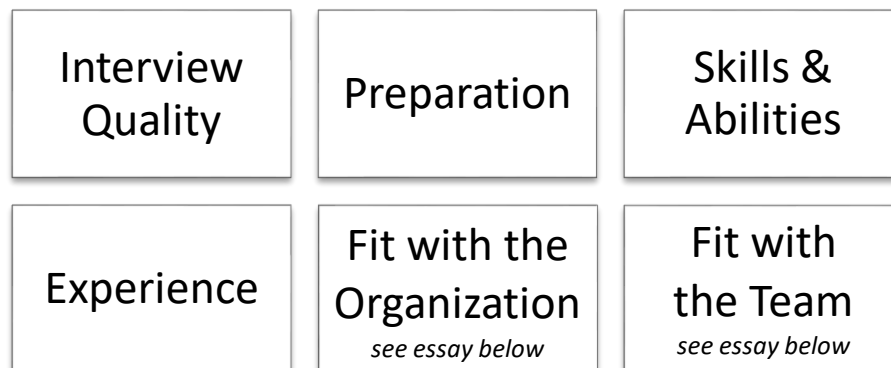 Interview
Quality
Preparation
Skills &
Abilities
Experience
Fit with the
Organization
see essay below
Fit with
the Team
see essay below